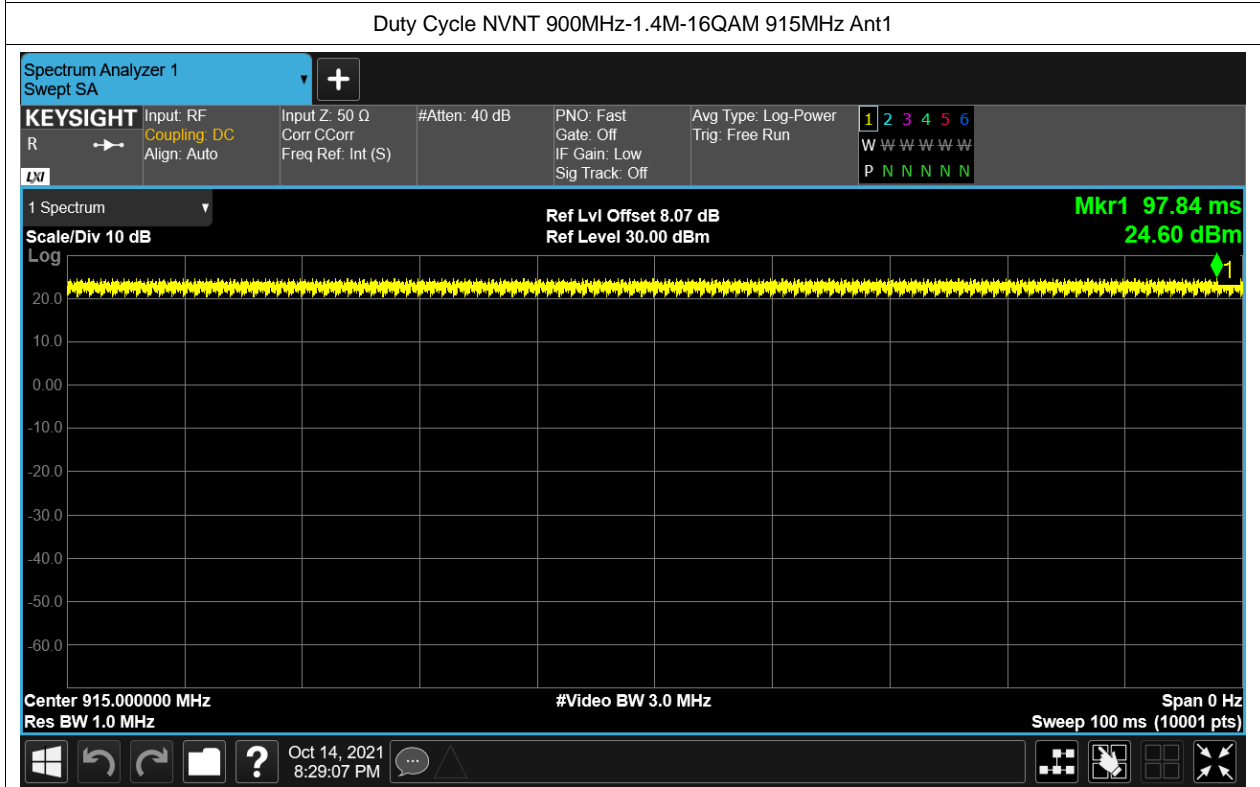 Duty Cycle NVNT 900MHz-1.4M-16QAM 915MHz Ant1
Spectrum Analyzer 1
Swept SA
KEYSIGHT
R
LXI
Input: RF
Coupling: DC
Align: Auto
Input Z: 50 Ω
Corr CCorr
Freq Ref: Int (S)
#Atten: 40 dB
PNO: Fast
Gate: Off
IF Gain: Low
Sig Track: Off
Avg Type: Log-Power
Trig: Free Run
1 2 3 4 5 6
W W W W W W
P N N N N N
1 Spectrum
Scale/Div 10 dB
Log
Ref Lvl Offset 8.07 dB
Ref Level 30.00 dBm
Mkr1 97.84 ms
24.60 dBm
1
20.0
10.0
0.00
-10.0
-20.0
-30.0
-40.0
-50.0
-60.0
Center 915.000000 MHz
Res BW 1.0 MHz
#Video BW 3.0 MHz
Span 0 Hz
Sweep 100 ms (10001 pts)
?
Oct 14, 2021
8:29:07 PM